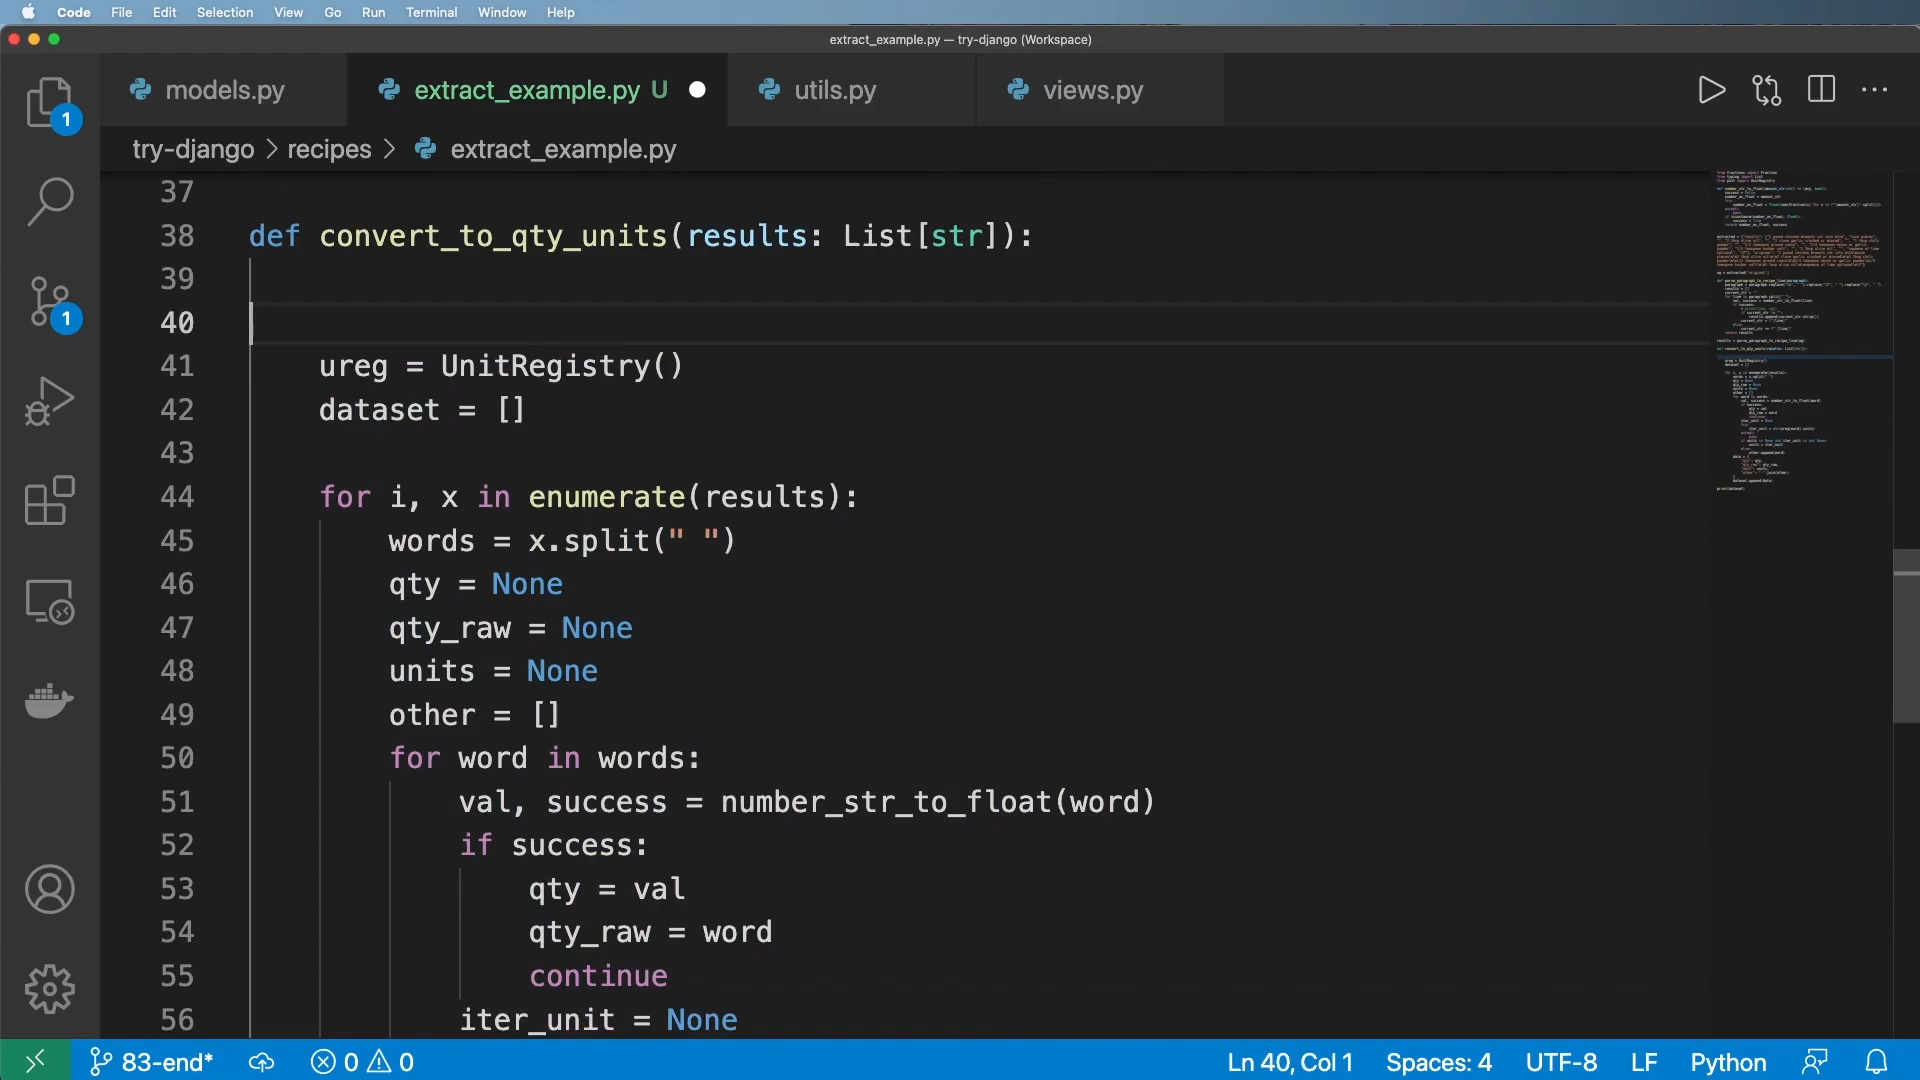 Code File Edit Selection View Go Run Terminal Window Help
extract_example.py — try-django (Workspace)
models.py extract_example.py U utils.py views.py
1
try-django > recipes > extract_example.py
37
38 def convert_to_qty_units(results: List[str]):
39
40
41 ureg = UnitRegistry()
42 dataset = []
43
44 for i, x in enumerate(results):
45 words = x.split(" ")
46 qty = None
47 qty_raw = None
48 units = None
49 other = []
50 for word in words:
51 val, success = number_str_to_float(word)
52 if success:
53 qty = val
54 qty_raw = word
55 continue
56 iter_unit = None
1
83-end* 0 0 Ln 40, Col 1 Spaces: 4 UTF-8 LF Python